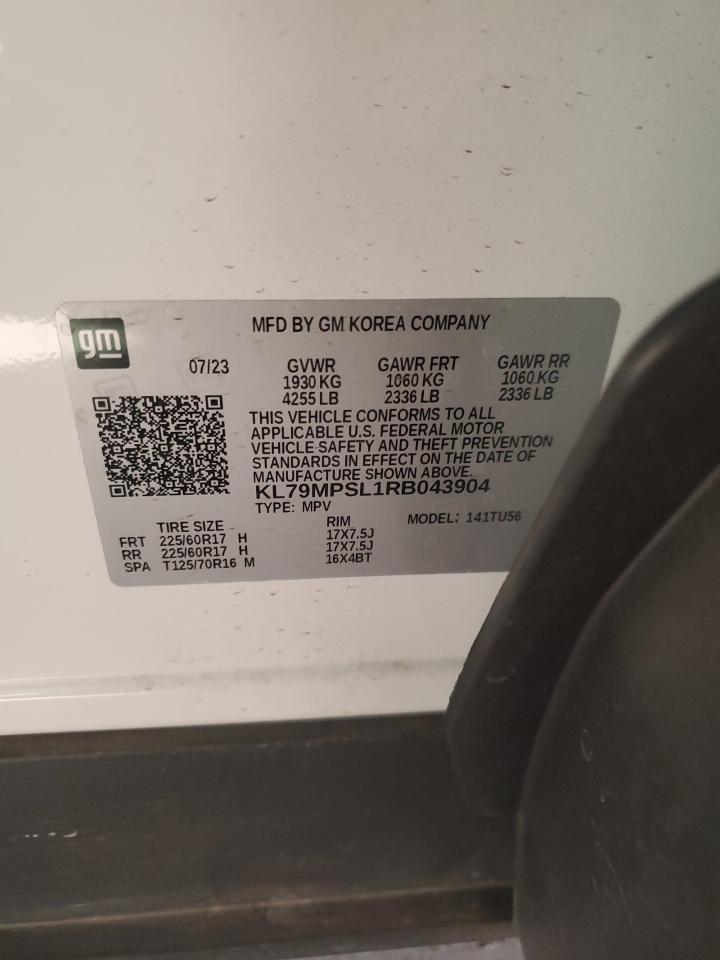 gm
MFD BY GM KOREA COMPANY
07/23 GVWR GAWR FRT GAWR RR
1930 KG 1060 KG 1060 KG
4255 LB 2336 LB 2336 LB
THIS VEHICLE CONFORMS TO ALL
APPLICABLE U.S. FEDERAL MOTOR
VEHICLE SAFETY AND THEFT PREVENTION
STANDARDS IN EFFECT ON THE DATE OF
MANUFACTURE SHOWN ABOVE.
KL79MPSL1RB043904
TYPE: MPV MODEL: 141TU56
TIRE SIZE RIM
FRT 225/60R17 H 17X7.5J
RR 225/60R17 H 17X7.5J
SPA T125/70R16 M 16X4BT